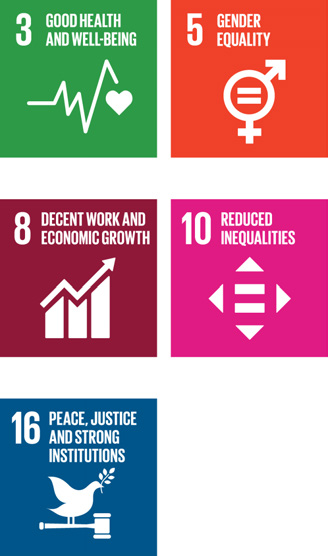 3 GOOD HEALTH
AND WELL-BEING
5 GENDER
EQUALITY
8 DECENT WORK AND
ECONOMIC GROWTH
10 REDUCED
INEQUALITIES
16 PEACE, JUSTICE
AND STRONG
INSTITUTIONS